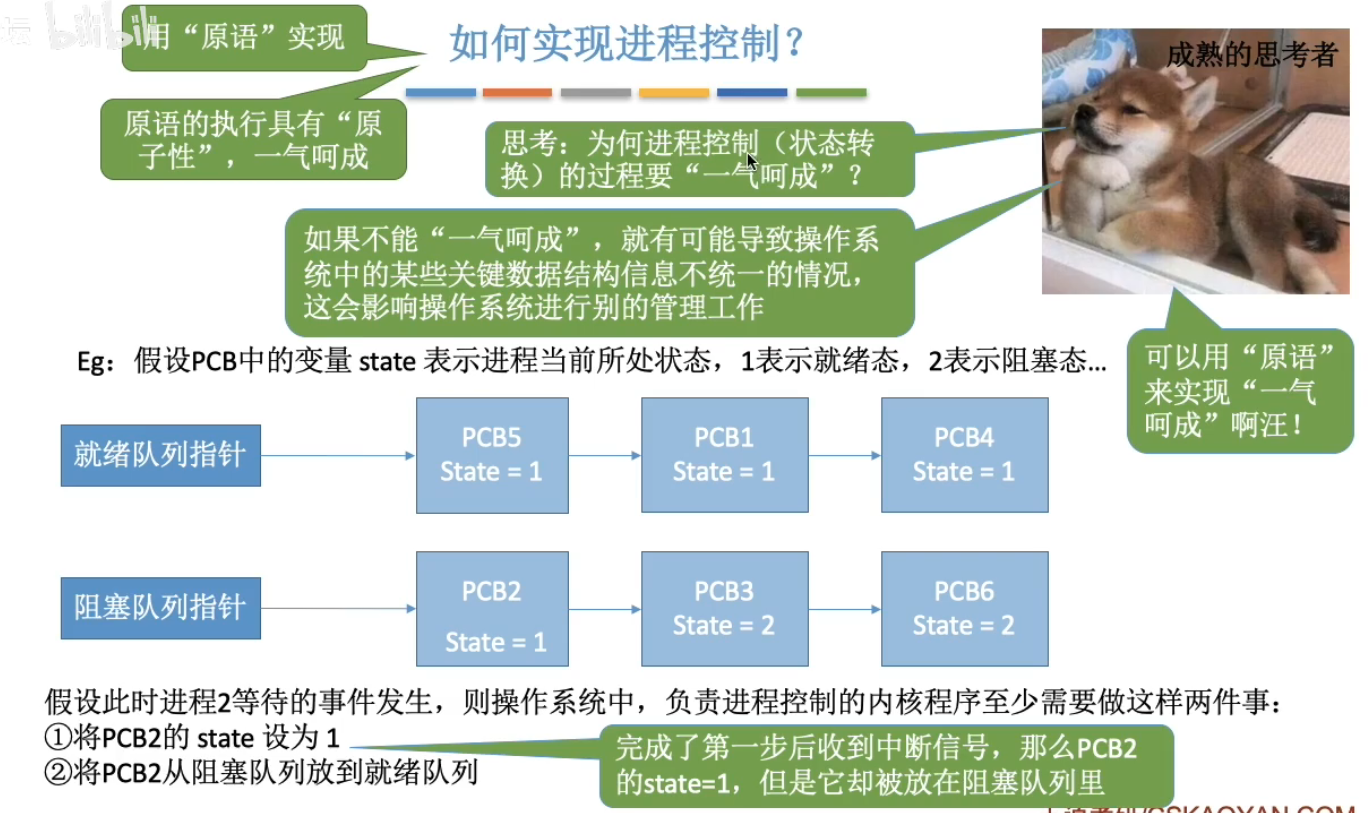 bilibili
用“原语”实现
如何实现进程控制？
成熟的思考者
原语的执行具有“原
子性”，一气呵成
思考：为何进程控制（状态转
换）的过程要“一气呵成”？
如果不能“一气呵成”，就有可能导致操作系
统中的某些关键数据结构信息不统一的情况，
这会影响操作系统进行别的管理工作
可以用“原语”
来实现“一气
呵成”啊汪！
Eg：假设PCB中的变量 state 表示进程当前所处状态，1表示就绪态，2表示阻塞态...
就绪队列指针
PCB5
State = 1
PCB1
State = 1
PCB4
State = 1
阻塞队列指针
PCB2
State = 1
PCB3
State = 2
PCB6
State = 2
假设此时进程2等待的事件发生，则操作系统中，负责进程控制的内核程序至少需要做这样两件事：
①将PCB2的 state 设为 1
②将PCB2从阻塞队列放到就绪队列
完成了第一步后收到中断信号，那么PCB2
的state=1，但是它却被放在阻塞队列里